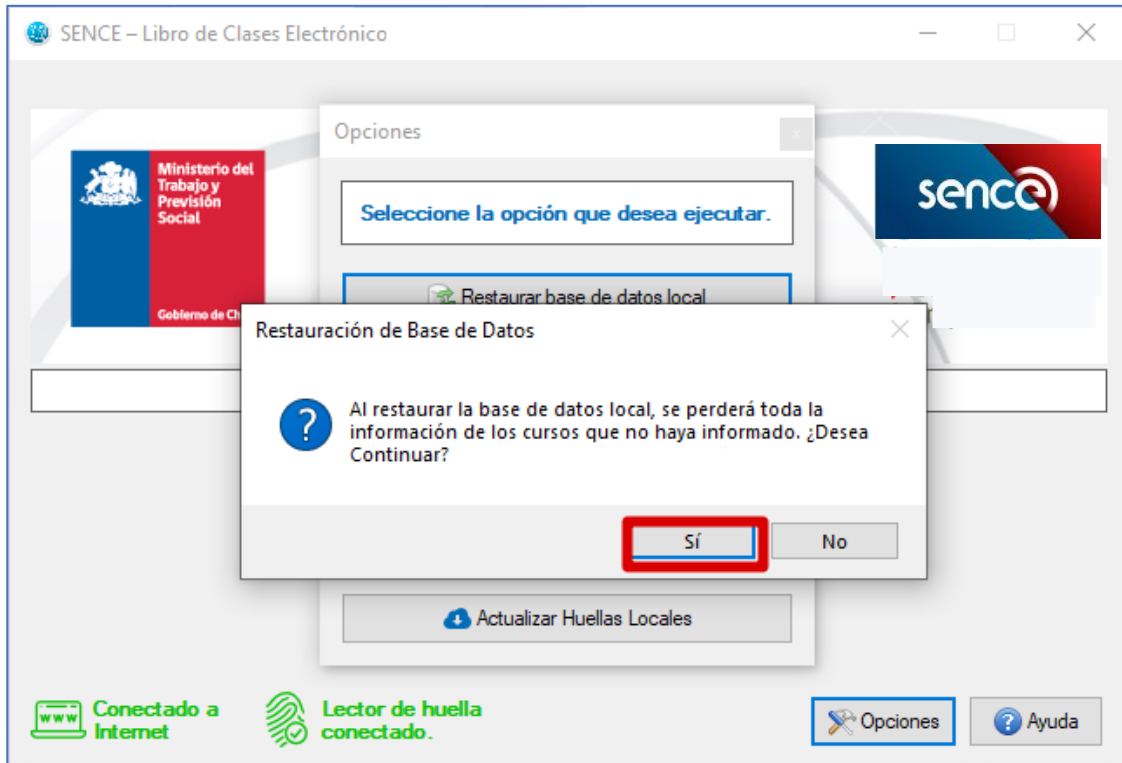 SENCE – Libro de Clases Electrónico
Opciones
Ministerio del
Trabajo y
Previsión
Social
Gobierno de Ch
sence
Seleccione la opción que desea ejecutar.
Restaurar base de datos local
Restauración de Base de Datos
Al restaurar la base de datos local, se perderá toda la
información de los cursos que no haya informado. ¿Desea
Continuar?
Sí
No
Actualizar Huellas Locales
www
Conectado a
Internet
Lector de huella
conectado.
Opciones
Ayuda